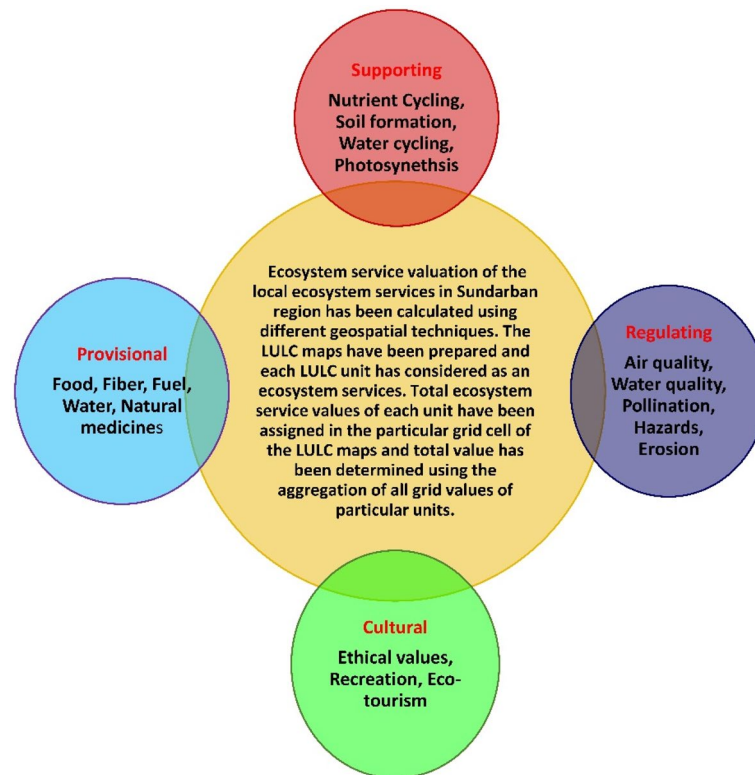 Supporting
Nutrient Cycling,
Soil formation,
Water cycling,
Photosynethsis
Ecosystem service valuation of the
local ecosystem services in Sundarban
region has been calculated using
different geospatial techniques. The
LULC maps have been prepared and
each LULC unit has considered as an
ecosystem services. Total ecosystem
service values of each unit have been
assigned in the particular grid cell of
the LULC maps and total value has
been determined using the
aggregation of all grid values of
particular units.
Provisional
Food, Fiber, Fuel,
Water, Natural
medicines
Regulating
Air quality,
Water quality,
Pollination,
Hazards,
Erosion
Cultural
Ethical values,
Recreation, Eco-
tourism